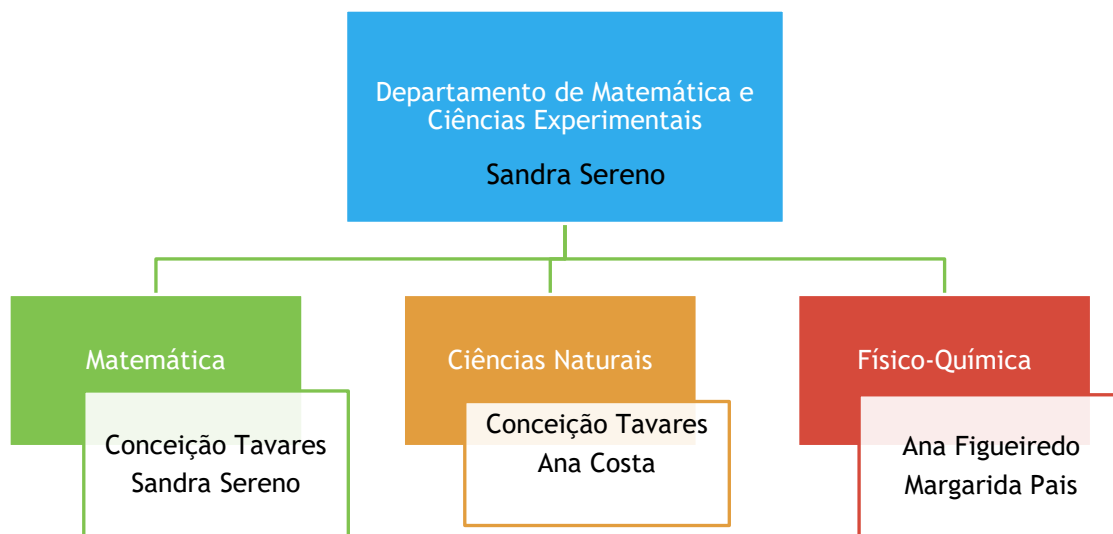 Departamento de Matemática e
Ciências Experimentais
Sandra Sereno
Matemática
Conceição Tavares
Sandra Sereno
Ciências Naturais
Conceição Tavares
Ana Costa
Físico-Química
Ana Figueiredo
Margarida Pais